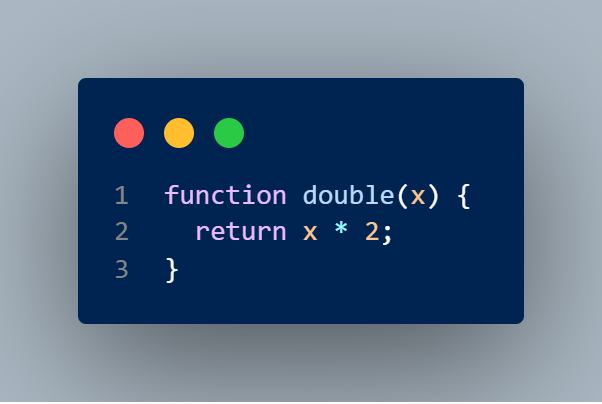 1 function double(x) {
2   return x * 2;
3 }